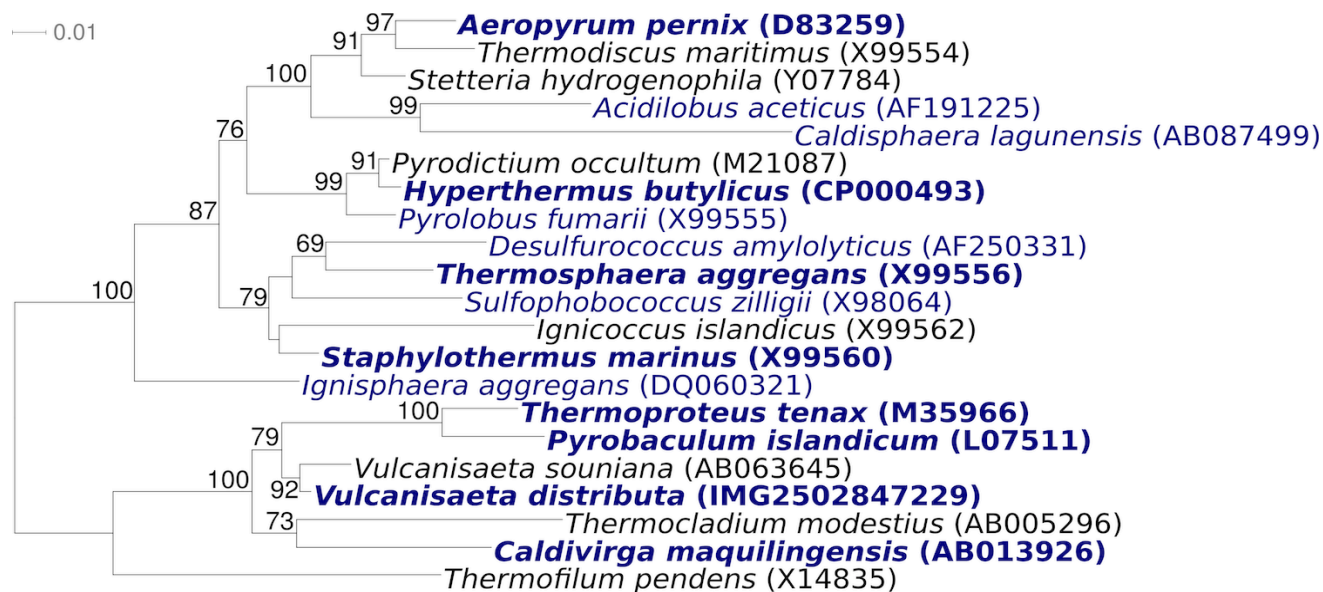 0.01
97 Aeropyrum pernix (D83259)
91 Thermodiscus maritimus (X99554)
100 Stetteria hydrogenophila (Y07784)
99 Acidilobus aceticus (AF191225)
76 Caldisphaera lagunensis (AB087499)
91 Pyrodictium occultum (M21087)
99 Hyperthermus butylicus (CP000493)
87 Pyrolobus fumarii (X99555)
69 Desulfurococcus amylolyticus (AF250331)
Thermosphaera aggregans (X99556)
100 79 Sulfophobococcus zilligii (X98064)
Ignicoccus islandicus (X99562)
Staphylothermus marinus (X99560)
Ignisphaera aggregans (DQ060321)
100 Thermoproteus tenax (M35966)
79 Pyrobaculum islandicum (L07511)
Vulcanisaeta souniana (AB063645)
100 92 Vulcanisaeta distributa (IMG2502847229)
73 Thermocladium modestius (AB005296)
Caldivirga maquilingensis (AB013926)
Thermofilum pendens (X14835)